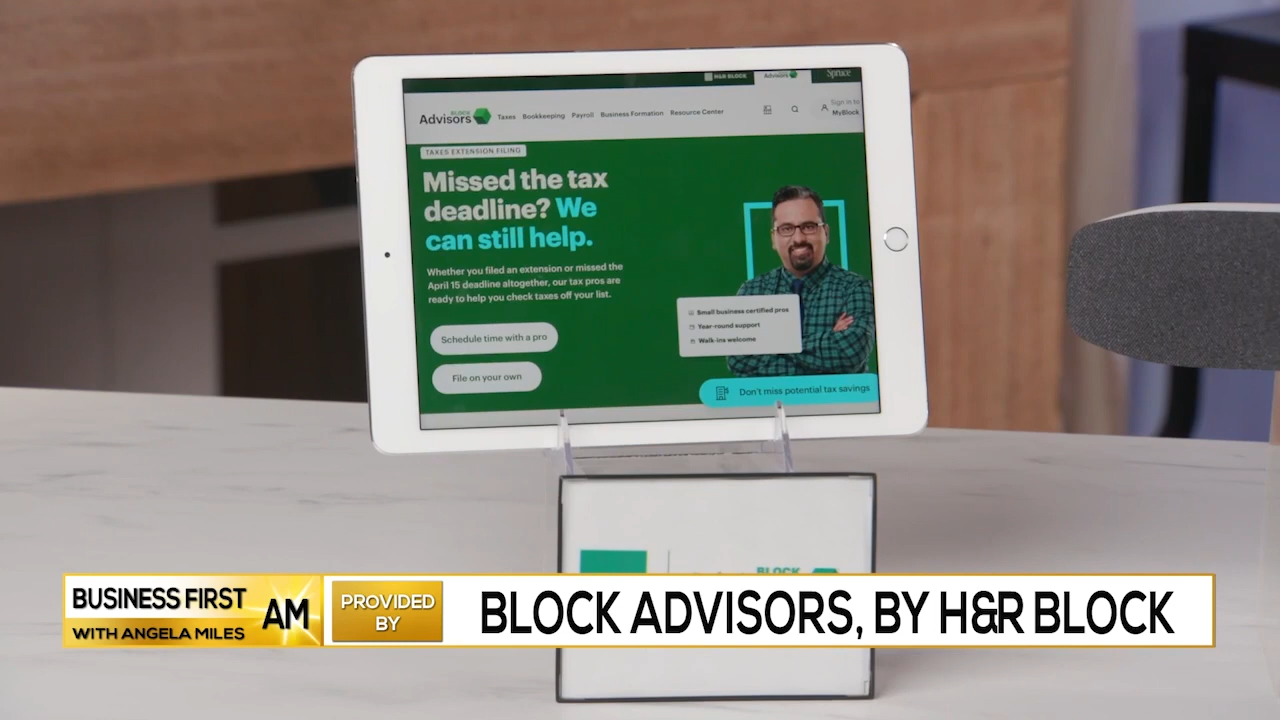 H&R BLOCK
Advisors
Spruce
BLOCK
Advisors
Taxes Bookkeeping Payroll Business Formation Resource Center
Sign in to
MyBlock
TAXES EXTENSION FILING
Missed the tax
deadline? We
can still help.
Whether you filed an extension or missed the
April 15 deadline altogether, our tax pros are
ready to help you check taxes off your list.
Schedule time with a pro
File on your own
Small business certified pros
Year-round support
Walk-ins welcome
Don't miss potential tax savings
BLOCK
BUSINESS FIRST
WITH ANGELA MILES
AM
PROVIDED
BY
BLOCK ADVISORS, BY H&R BLOCK